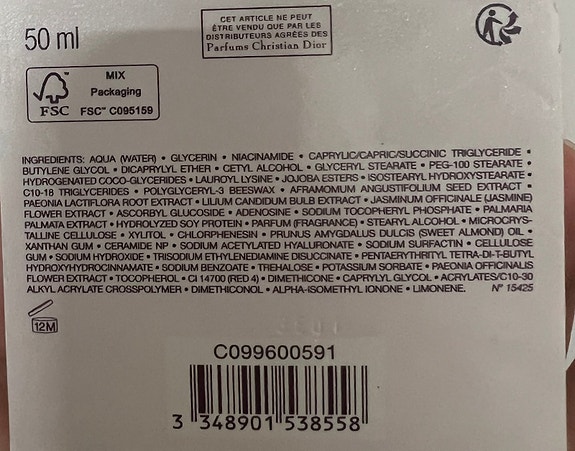 50 ml
CET ARTICLE NE PEUT
ÊTRE VENDU QUE PAR LES
DISTRIBUTEURS AGRÉES DES
Parfums Christian Dior
MIX
Packaging
FSC
FSC™ C095159
INGREDIENTS: AQUA (WATER) • GLYCERIN • NIACINAMIDE • CAPRYLIC/CAPRIC/SUCCINIC TRIGLYCERIDE •
BUTYLENE GLYCOL • DICAPRYLYL ETHER • CETYL ALCOHOL • GLYCERYL STEARATE • PEG-100 STEARATE •
HYDROGENATED COCO-GLYCERIDES • LAUROYL LYSINE • JOJOBA ESTERS • ISOSTEARYL HYDROXYSTEARATE •
C10-18 TRIGLYCERIDES • POLYGLYCERYL-3 BEESWAX • AFRAMOMUM ANGUSTIFOLIUM SEED EXTRACT •
PAEONIA LACTIFLORA ROOT EXTRACT • LILIUM CANDIDUM BULB EXTRACT • JASMINUM OFFICINALE (JASMINE)
FLOWER EXTRACT • ASCORBYL GLUCOSIDE • ADENOSINE • SODIUM TOCOPHERYL PHOSPHATE • PALMARIA
PALMATA EXTRACT • HYDROLYZED SOY PROTEIN • PARFUM (FRAGRANCE) • STEARYL ALCOHOL • MICROCRYS-
TALLINE CELLULOSE • XYLITOL • CHLORPHENESIN • PRUNUS AMYGDALUS DULCIS (SWEET ALMOND) OIL •
XANTHAN GUM • CERAMIDE NP • SODIUM ACETYLATED HYALURONATE • SODIUM SURFACTIN • CELLULOSE
GUM • SODIUM HYDROXIDE • TRISODIUM ETHYLENEDIAMINE DISUCCINATE • PENTAERYTHRITYL TETRA-DI-T-BUTYL
HYDROXYHYDROCINNAMATE • SODIUM BENZOATE • TREHALOSE • POTASSIUM SORBATE • PAEONIA OFFICINALIS
FLOWER EXTRACT • TOCOPHEROL • CI 14700 (RED 4) • DIMETHICONE • CAPRYLYL GLYCOL • ACRYLATES/C10-30
ALKYL ACRYLATE CROSSPOLYMER • DIMETHICONOL • ALPHA-ISOMETHYL IONONE • LIMONENE. N° 15425
12M
C099600591
3 348901 538558